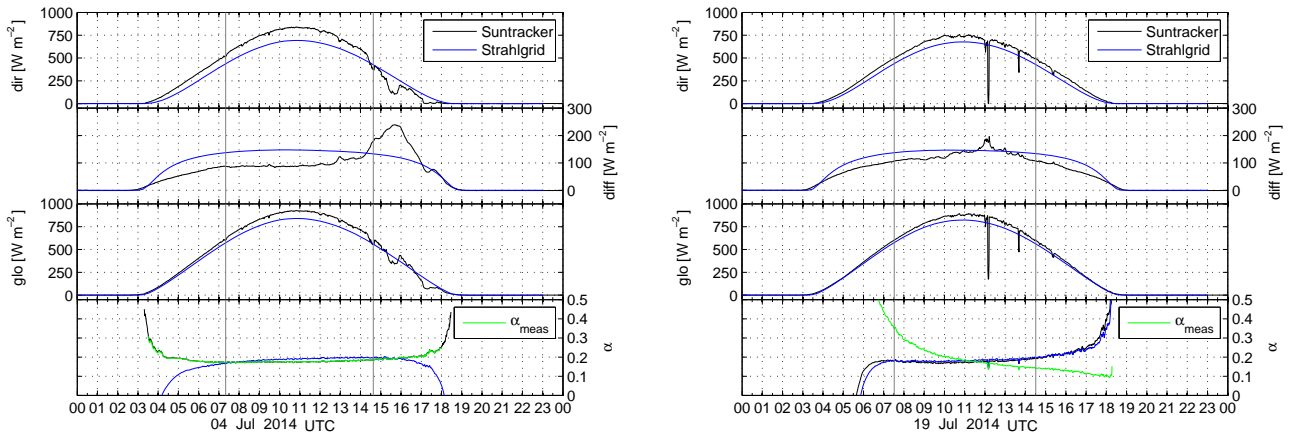 1000
750
500
250
0
dir [W m−2]
Suntracker
Strahlgrid
300
200
100
0
diff [W m−2]
1000
750
500
250
0
glo [W m−2]
αmeas
0.5
0.4
0.3
0.2
0.1
0
α
00 01 02 03 04 05 06 07 08 09 10 11 12 13 14 15 16 17 18 19 20 21 22 23 00
04 Jul 2014 UTC
1000
750
500
250
0
dir [W m−2]
Suntracker
Strahlgrid
300
200
100
0
diff [W m−2]
1000
750
500
250
0
glo [W m−2]
αmeas
0.5
0.4
0.3
0.2
0.1
0
α
00 01 02 03 04 05 06 07 08 09 10 11 12 13 14 15 16 17 18 19 20 21 22 23 00
19 Jul 2014 UTC